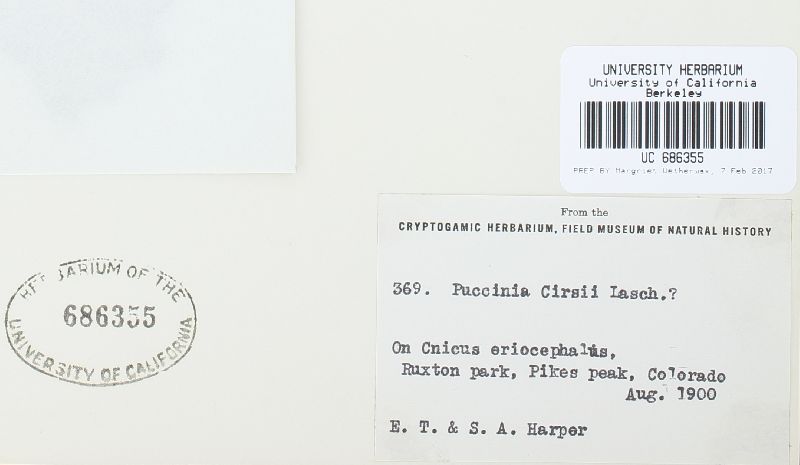 UNIVERSITY HERBARIUM
University of California
Berkeley
UC 686355
PREP BY Margriet Wetherwax, 7 Feb 2017
From the
CRYPTOGAMIC HERBARIUM, FIELD MUSEUM OF NATURAL HISTORY
369. Puccinia Cirsii Lasch.?
On Cnicus eriocephalus,
Ruxton park, Pikes peak, Colorado
Aug. 1900
E. T. & S. A. Harper
HERBARIUM OF THE
686355
UNIVERSITY OF CALIFORNIA